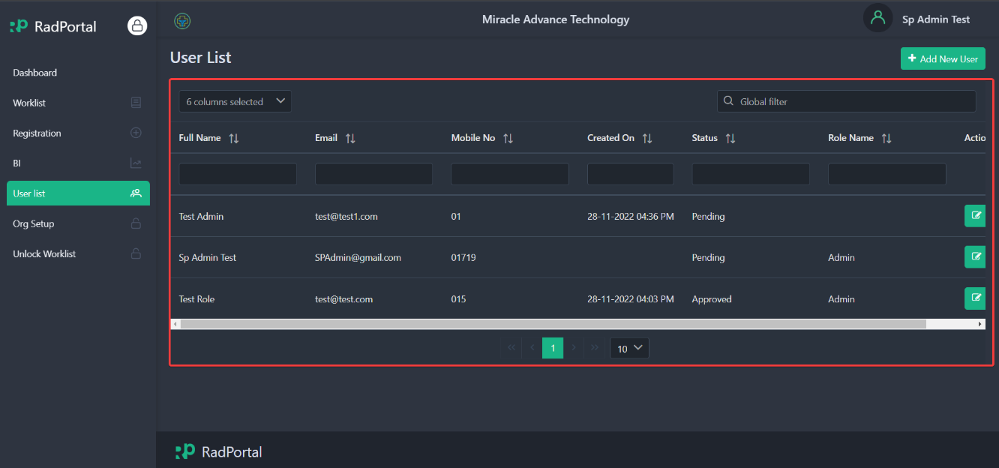 RadPortal
Miracle Advance Technology
Sp Admin Test
Dashboard
Worklist
Registration
BI
User list
Org Setup
Unlock Worklist
User List
Add New User
6 columns selected
Global filter
Full Name Email Mobile No Created On Status Role Name Actio
Test Admin test@test1.com 01 28-11-2022 04:36 PM Pending
Sp Admin Test SPAdmin@gmail.com 01719 Pending Admin
Test Role test@test.com 015 28-11-2022 04:03 PM Approved Admin
« ‹ 1 › » 10
RadPortal